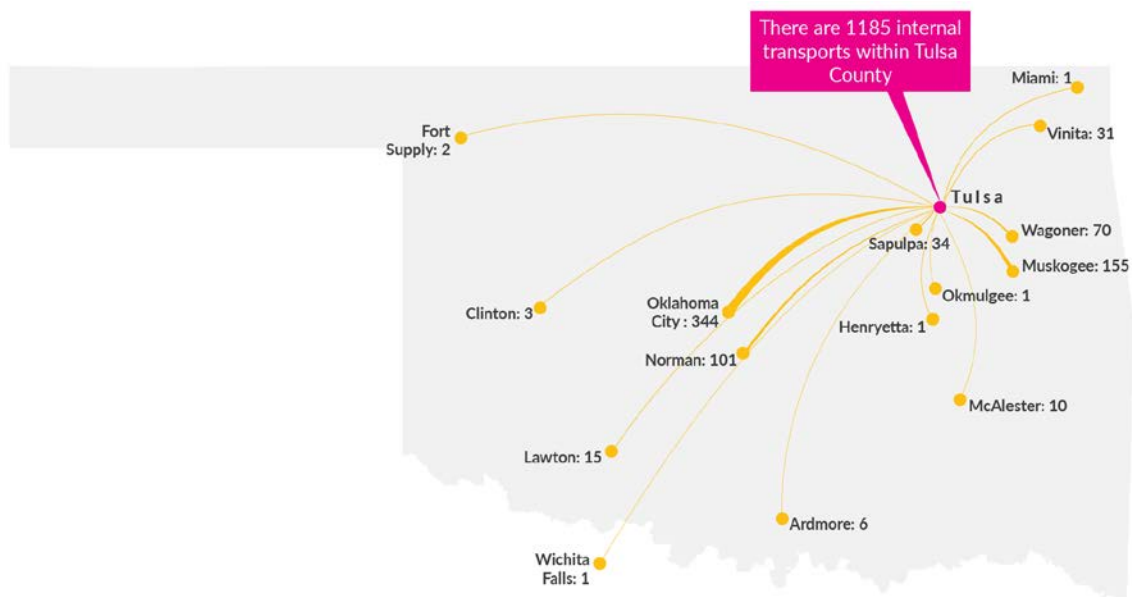 There are 1185 internal
transports within Tulsa
County
Miami: 1
Fort
Supply: 2
Vinita: 31
Tulsa
Wagoner: 70
Sapulpa: 34
Muskogee: 155
Okmulgee: 1
Clinton: 3
Oklahoma
City : 344
Henryetta: 1
Norman: 101
McAlester: 10
Lawton: 15
Ardmore: 6
Wichita
Falls: 1